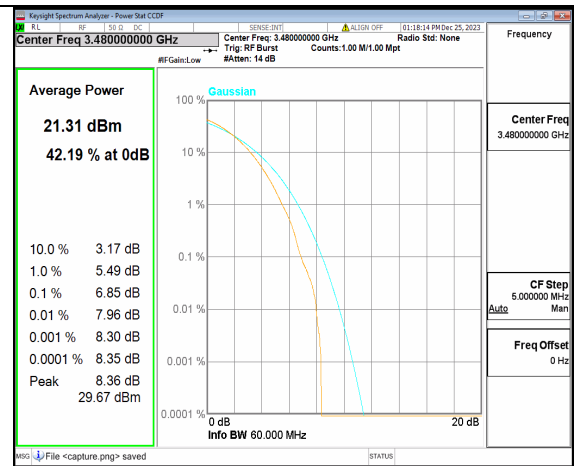 Keysight Spectrum Analyzer - Power Stat CCDF
RL RF 50 Ω DC SENSE:INT ALIGN OFF 01:18:14 PM Dec 25, 2023
Center Freq 3.480000000 GHz
Center Freq: 3.480000000 GHz Radio Std: None
Trig: RF Burst Counts:1.00 M/1.00 Mpt
#IFGain:Low #Atten: 14 dB
Frequency
Average Power
21.31 dBm
42.19 % at 0dB
10.0 % 3.17 dB
1.0 % 5.49 dB
0.1 % 6.85 dB
0.01 % 7.96 dB
0.001 % 8.30 dB
0.0001 % 8.35 dB
Peak 8.36 dB
29.67 dBm
Gaussian
100 %
10 %
1 %
0.1 %
0.01 %
0.001 %
0.0001 %
0 dB 20 dB
Info BW 60.000 MHz
Center Freq
3.480000000 GHz
CF Step
5.000000 MHz
Auto Man
Freq Offset
0 Hz
MSG File <capture.png> saved STATUS